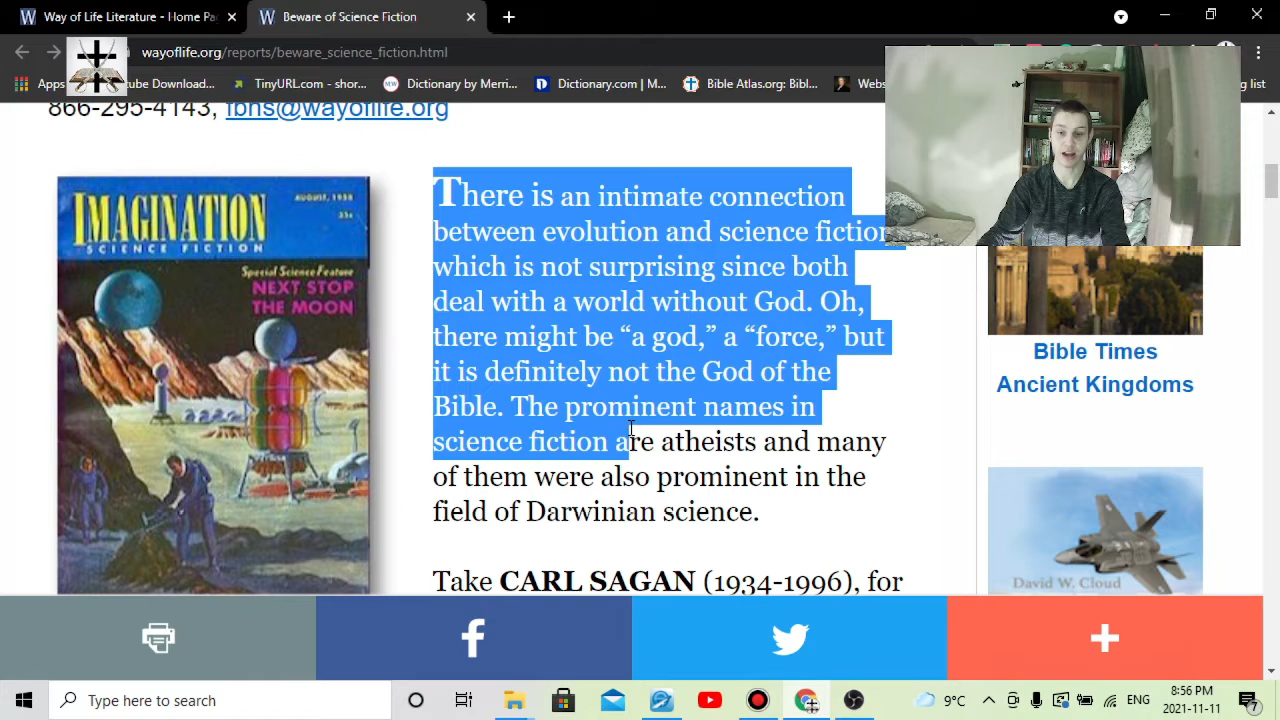 Way of Life Literature - Home Pa
Beware of Science Fiction
wayoflife.org/reports/beware_science_fiction.html
Apps
tube Download...
TinyURL.com - shor...
Dictionary by Merri...
Dictionary.com | M...
Bible Atlas.org: Bibl...
Webs
ng list
866-295-4143, fbns@wayoflife.org
IMAGINATION
AUGUST, 1958
35¢
SCIENCE FICTION
Special Science Feature
NEXT STOP
THE MOON
There is an intimate connection
between evolution and science fiction
which is not surprising since both
deal with a world without God. Oh,
there might be “a god,” a “force,” but
it is definitely not the God of the
Bible. The prominent names in
science fiction are atheists and many
of them were also prominent in the
field of Darwinian science.
Take CARL SAGAN (1934-1996), for
Bible Times
Ancient Kingdoms
David W. Cloud
Type here to search
9°C
ENG
8:56 PM
2021-11-11
7